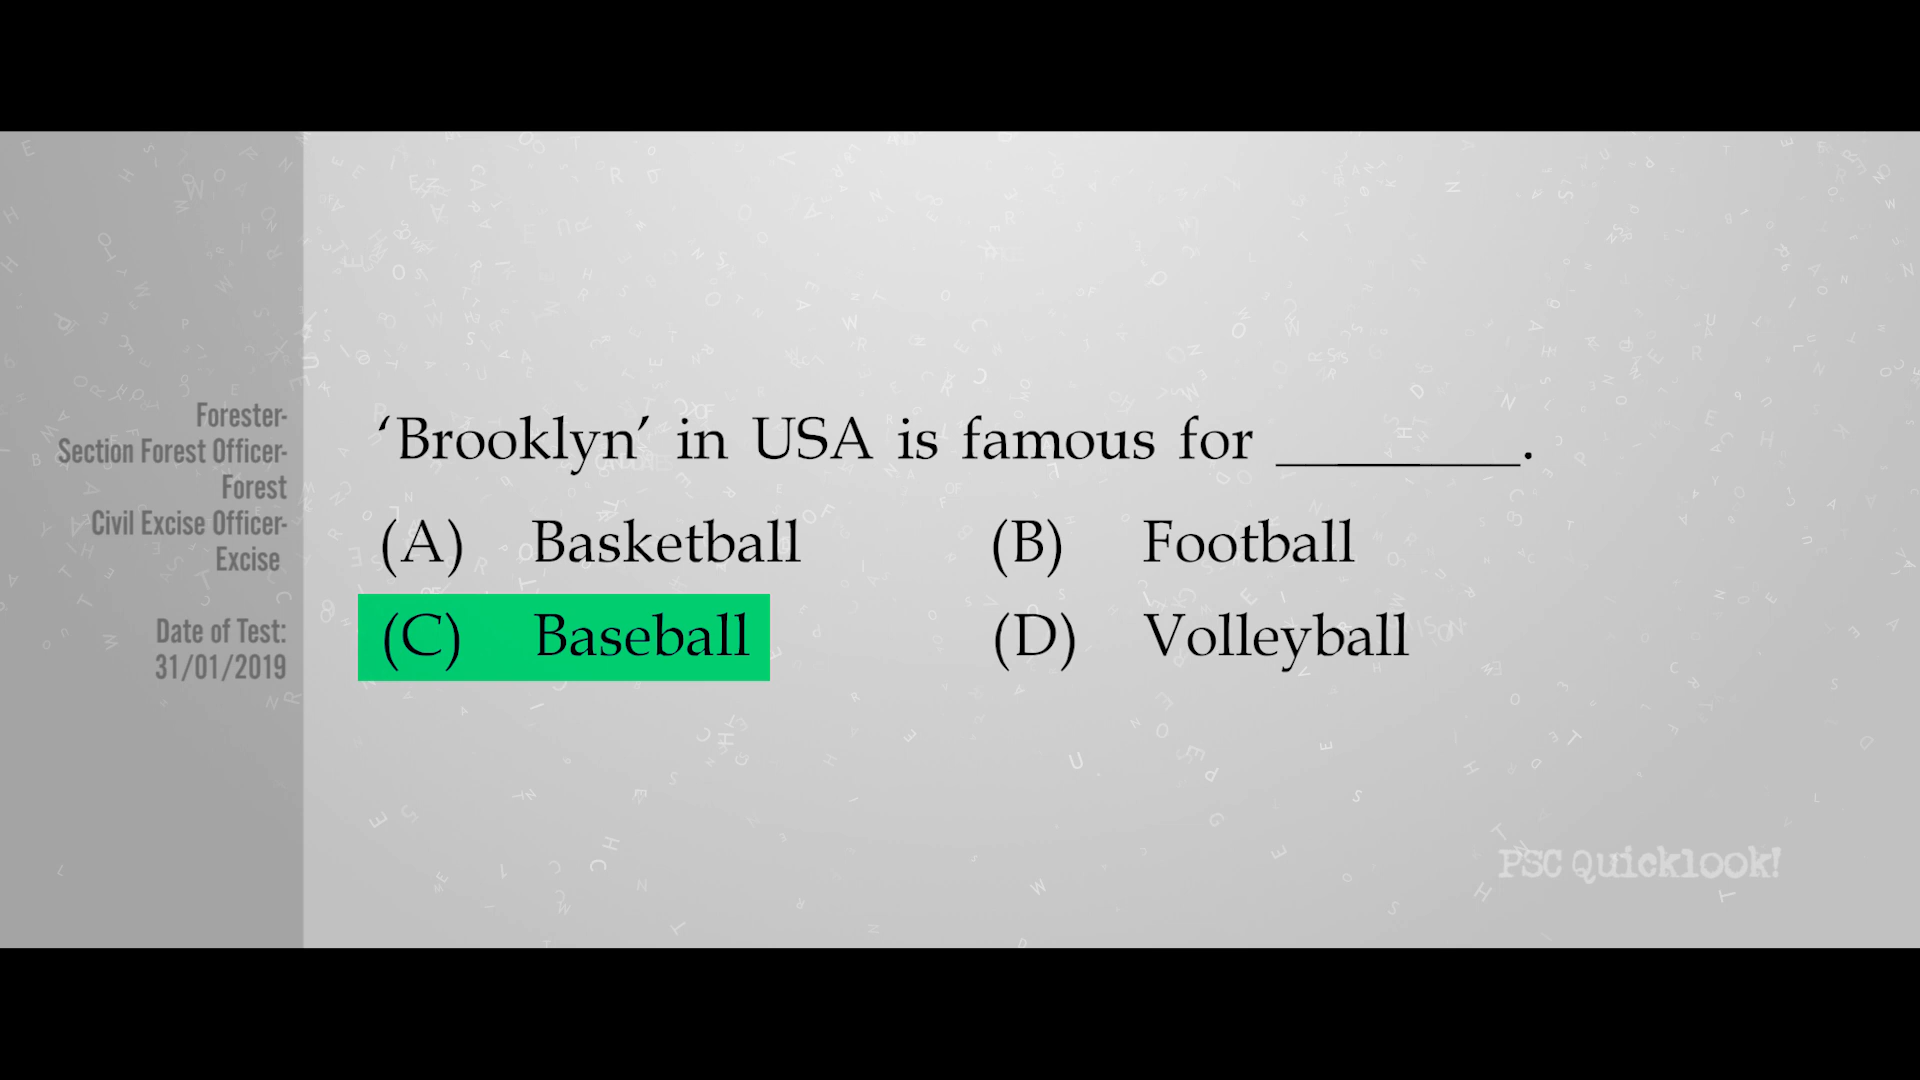 Forester-
Section Forest Officer-
Forest
Civil Excise Officer-
Excise
Date of Test:
31/01/2019
‘Brooklyn’ in USA is famous for ________.
(A) Basketball (B) Football
(C) Baseball (D) Volleyball
PSC Quicklook!